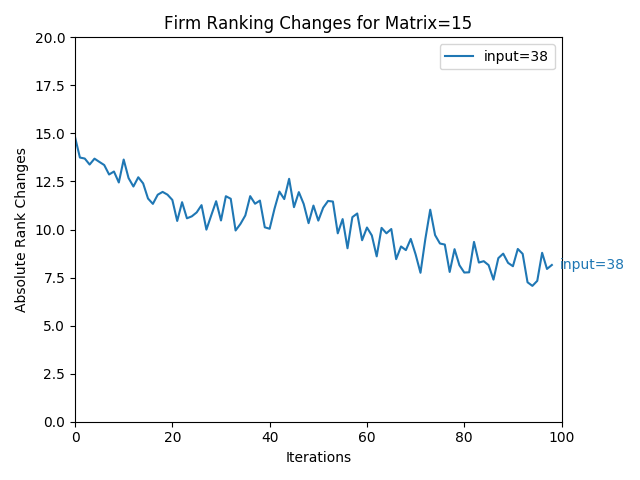 Firm Ranking Changes for Matrix=15
20.0
17.5
15.0
12.5
10.0
7.5
5.0
2.5
0.0
Absolute Rank Changes
input=38
input=38
0 20 40 60 80 100
Iterations